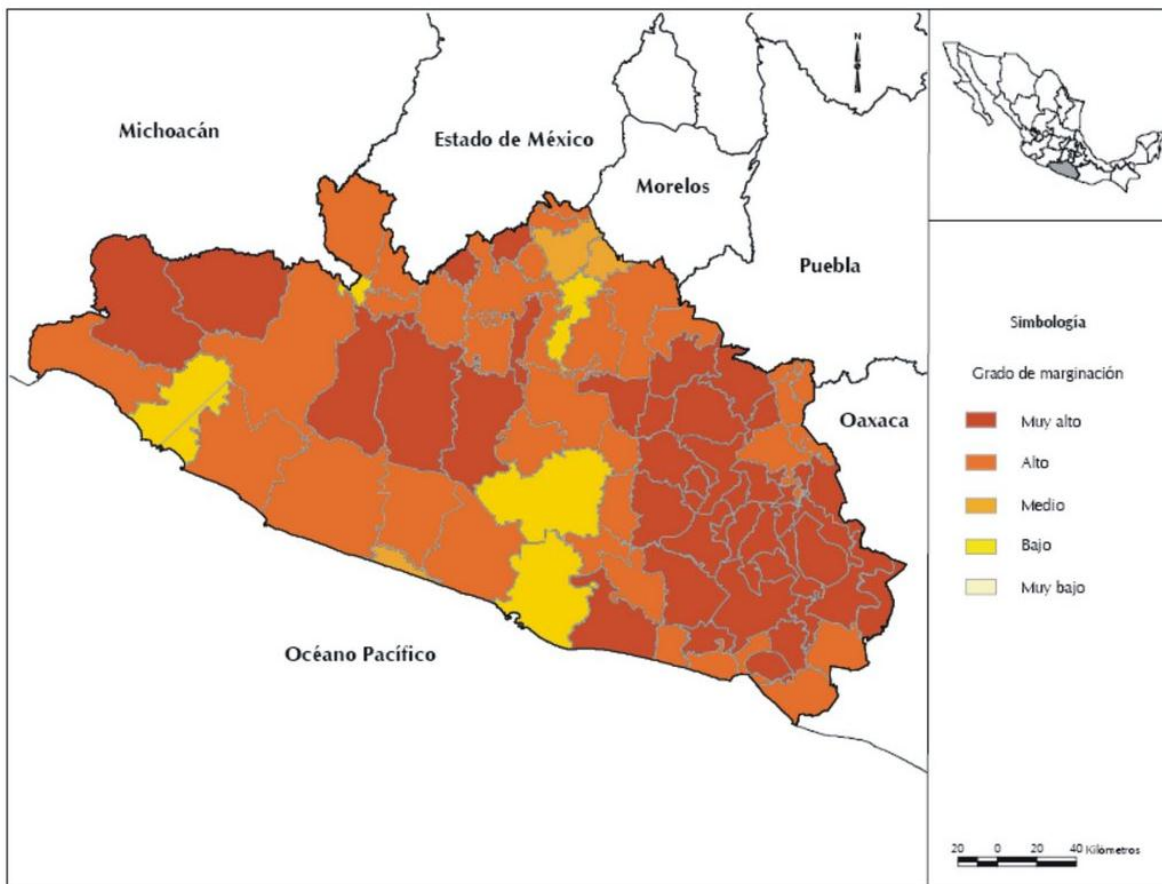 N
Michoacán
Estado de México
Morelos
Puebla
Oaxaca
Océano Pacífico
Simbología
Grado de marginación
Muy alto
Alto
Medio
Bajo
Muy bajo
20 0 20 40 Kilómetros